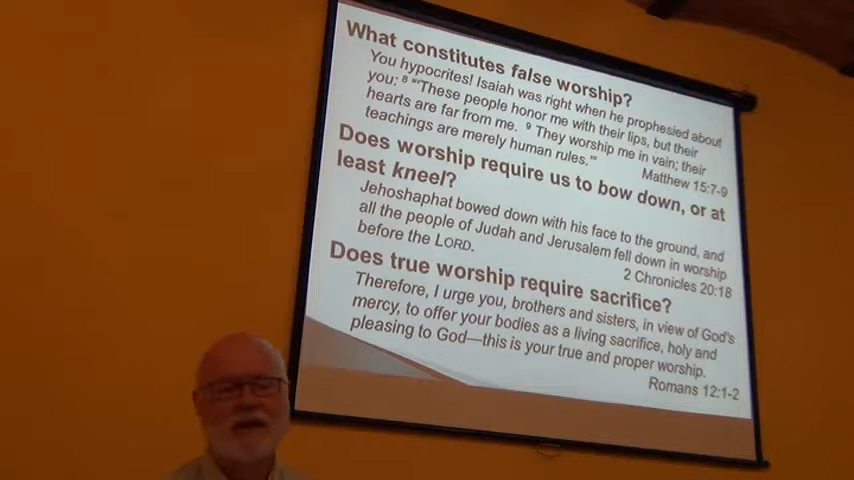 What constitutes false worship?
You hypocrites! Isaiah was right when he prophesied about
you: 8 “‘These people honor me with their lips, but their
hearts are far from me. 9 They worship me in vain; their
teachings are merely human rules.’”
Matthew 15:7-9
Does worship require us to bow down, or at
least kneel?
Jehoshaphat bowed down with his face to the ground, and
all the people of Judah and Jerusalem fell down in worship
before the LORD.
2 Chronicles 20:18
Does true worship require sacrifice?
Therefore, I urge you, brothers and sisters, in view of God's
mercy, to offer your bodies as a living sacrifice, holy and
pleasing to God—this is your true and proper worship.
Romans 12:1-2